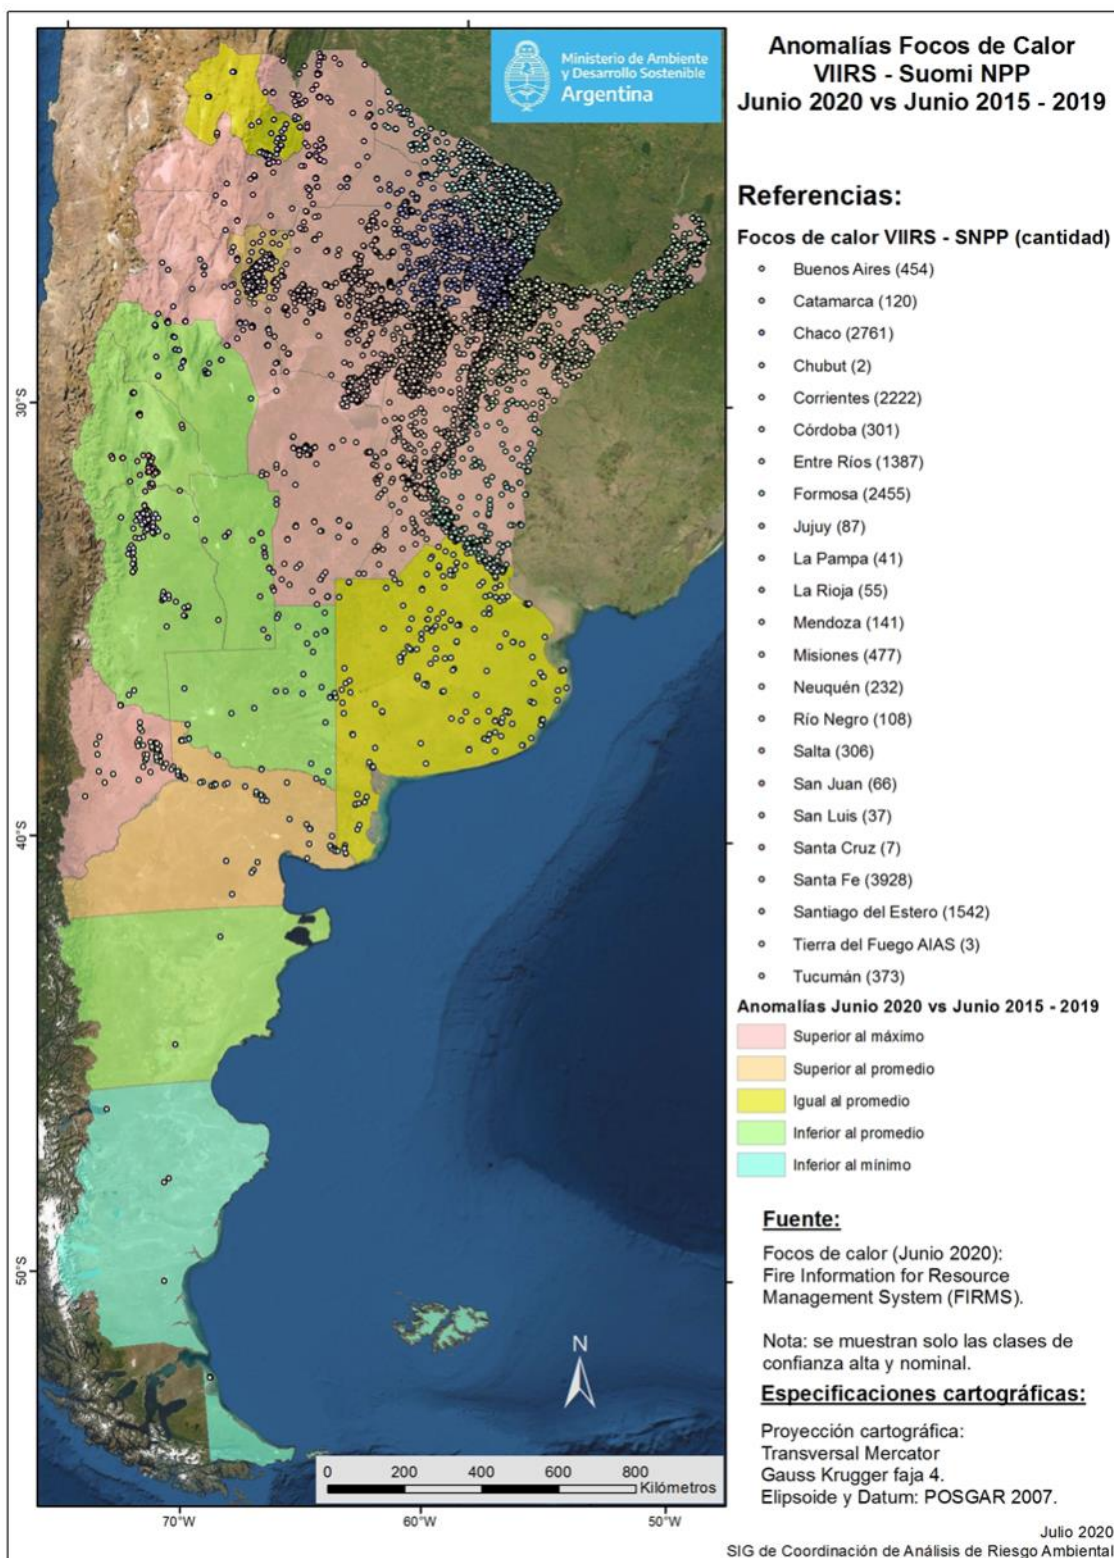 Ministerio de Ambiente
y Desarrollo Sostenible
Argentina
Anomalías Focos de Calor
VIIRS - Suomi NPP
Junio 2020 vs Junio 2015 - 2019
Referencias:
Focos de calor VIIRS - SNPP (cantidad)
Buenos Aires (454)
Catamarca (120)
Chaco (2761)
Chubut (2)
Corrientes (2222)
Córdoba (301)
Entre Ríos (1387)
Formosa (2455)
Jujuy (87)
La Pampa (41)
La Rioja (55)
Mendoza (141)
Misiones (477)
Neuquén (232)
Río Negro (108)
Salta (306)
San Juan (66)
San Luis (37)
Santa Cruz (7)
Santa Fe (3928)
Santiago del Estero (1542)
Tierra del Fuego AIAS (3)
Tucumán (373)
Anomalías Junio 2020 vs Junio 2015 - 2019
Superior al máximo
Superior al promedio
Igual al promedio
Inferior al promedio
Inferior al mínimo
Fuente:
Focos de calor (Junio 2020):
Fire Information for Resource
Management System (FIRMS).
Nota: se muestran solo las clases de
confianza alta y nominal.
Especificaciones cartográficas:
Proyección cartográfica:
Transversal Mercator
Gauss Krugger faja 4.
Elipsoide y Datum: POSGAR 2007.
Julio 2020
SIG de Coordinación de Análisis de Riesgo Ambiental
30°S
40°S
50°S
N
0 200 400 600 800
Kilómetros
70°W 60°W 50°W